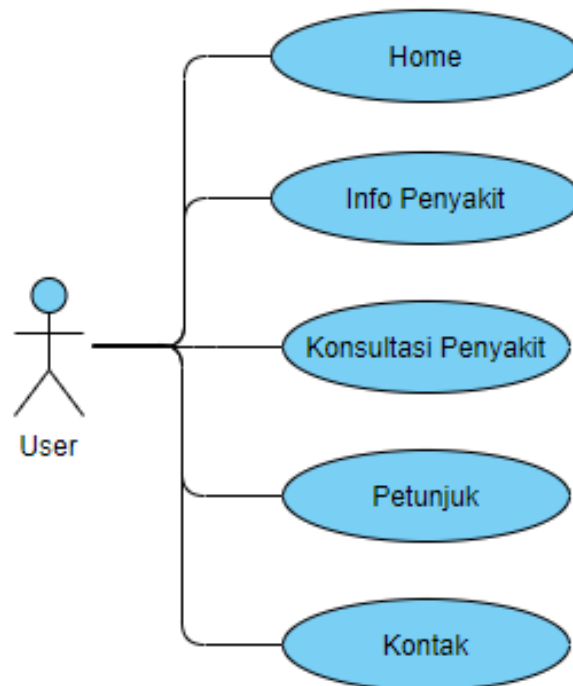 Home
Info Penyakit
Konsultasi Penyakit
User
Petunjuk
Kontak